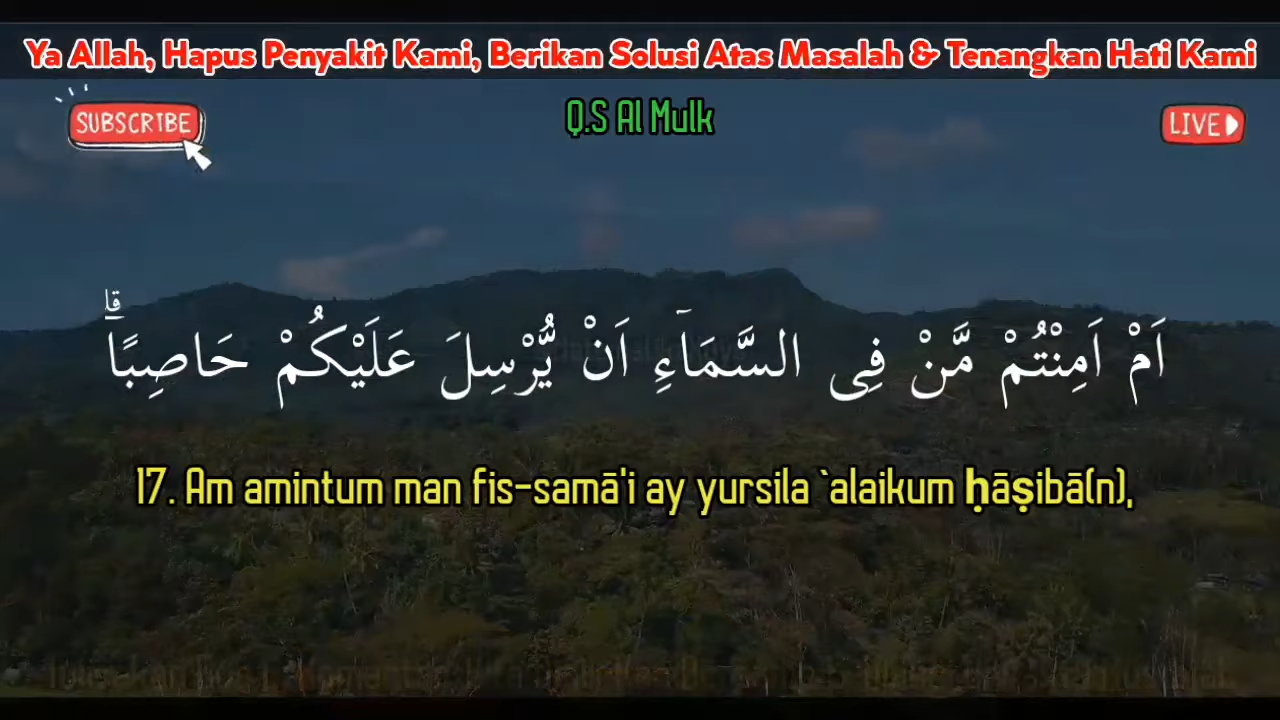 Ya Allah, Hapus Penyakit Kami, Berikan Solusi Atas Masalah & Tenangkan Hati Kami
SUBSCRIBE
Q.S Al Mulk
LIVE
اَمْ اَمِنْتُمْ مَّنْ فِى السَّمَاۤءِ اَنْ يُّرْسِلَ عَلَيْكُمْ حَاصِبًاۗ
17. Am amintum man fis-samā'i ay yursila `alaikum ḥāṣibā(n),